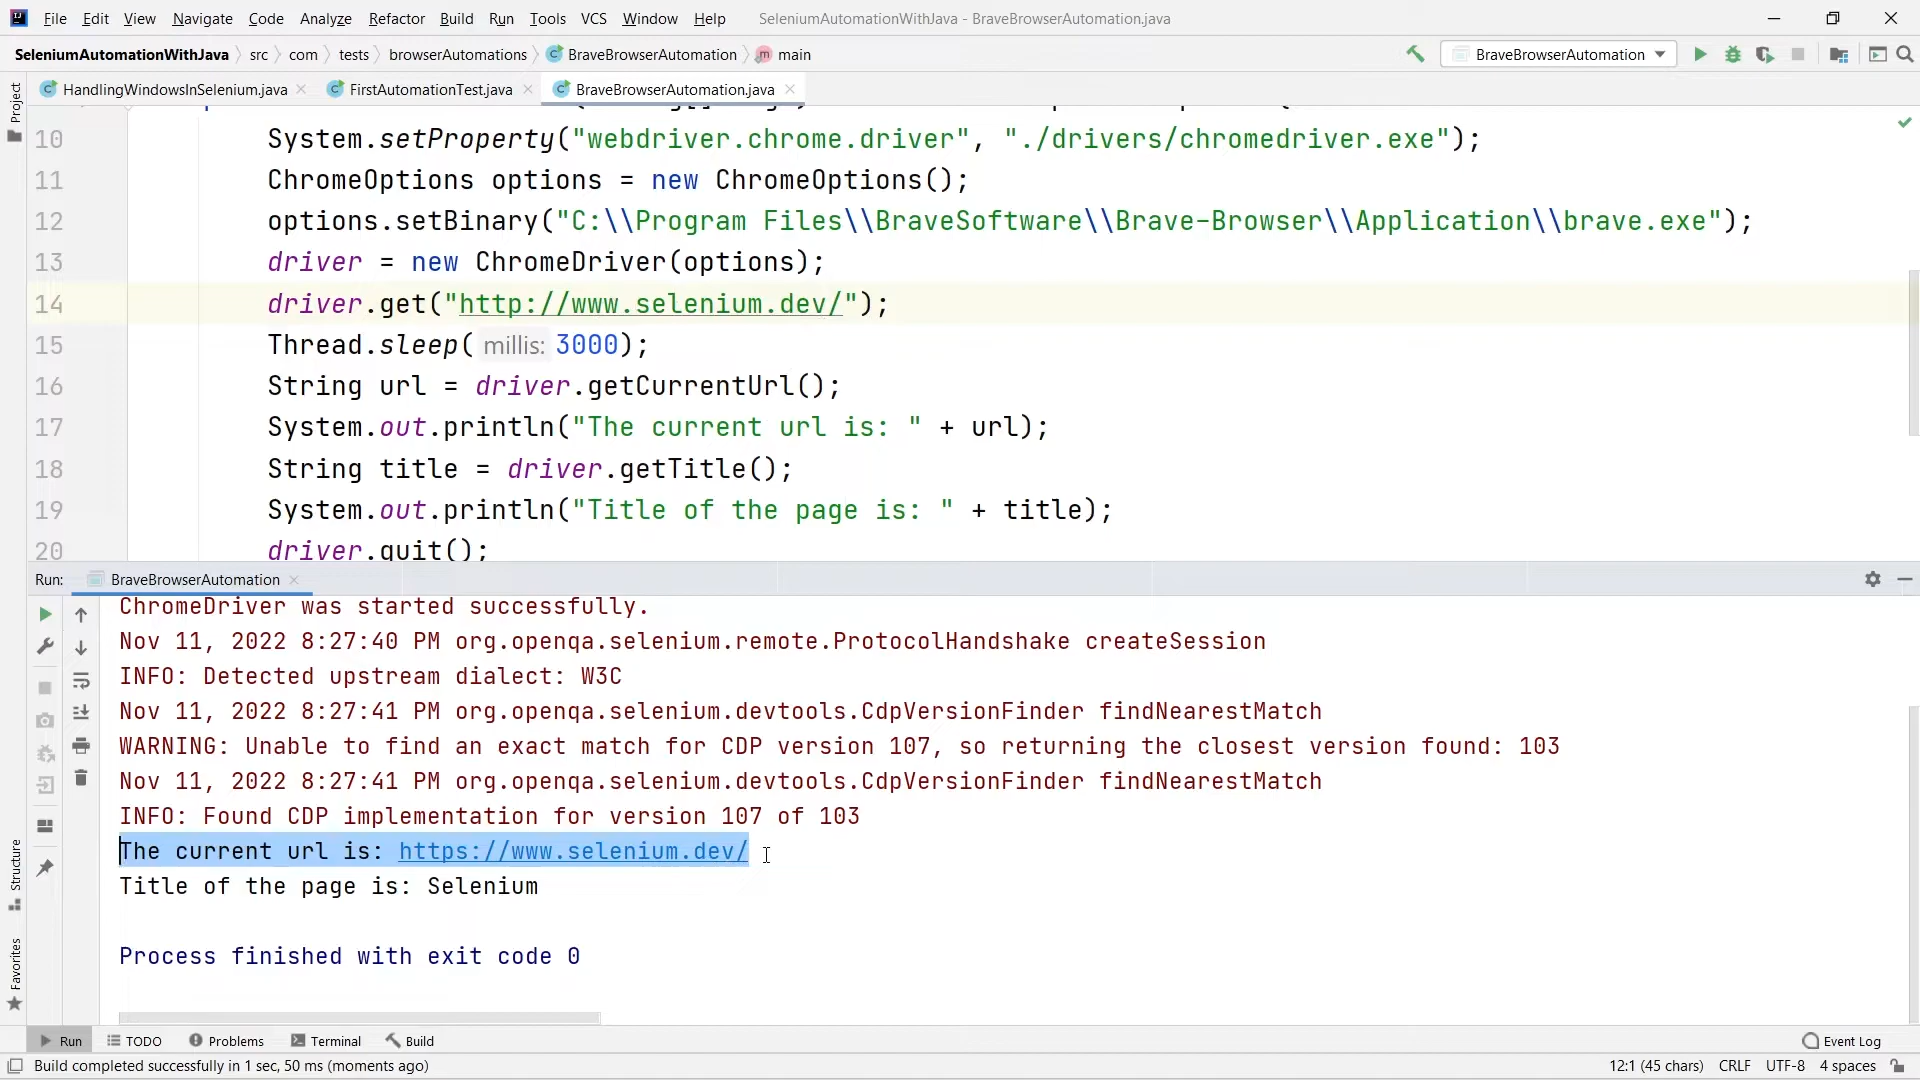 File Edit View Navigate Code Analyze Refactor Build Run Tools VCS Window Help SeleniumAutomationWithJava - BraveBrowserAutomation.java
SeleniumAutomationWithJava src com tests browserAutomations BraveBrowserAutomation main BraveBrowserAutomation
HandlingWindowsInSelenium.java FirstAutomationTest.java BraveBrowserAutomation.java
Project
10 System.setProperty("webdriver.chrome.driver", "./drivers/chromedriver.exe");
11 ChromeOptions options = new ChromeOptions();
12 options.setBinary("C:\\Program Files\\BraveSoftware\\Brave-Browser\\Application\\brave.exe");
13 driver = new ChromeDriver(options);
14 driver.get("http://www.selenium.dev/");
15 Thread.sleep( millis: 3000);
16 String url = driver.getCurrentUrl();
17 System.out.println("The current url is: " + url);
18 String title = driver.getTitle();
19 System.out.println("Title of the page is: " + title);
20 driver.quit();
Run: BraveBrowserAutomation
ChromeDriver was started successfully.
Nov 11, 2022 8:27:40 PM org.openqa.selenium.remote.ProtocolHandshake createSession
INFO: Detected upstream dialect: W3C
Nov 11, 2022 8:27:41 PM org.openqa.selenium.devtools.CdpVersionFinder findNearestMatch
WARNING: Unable to find an exact match for CDP version 107, so returning the closest version found: 103
Nov 11, 2022 8:27:41 PM org.openqa.selenium.devtools.CdpVersionFinder findNearestMatch
INFO: Found CDP implementation for version 107 of 103
The current url is: https://www.selenium.dev/
Title of the page is: Selenium
Process finished with exit code 0
Structure
Favorites
Run TODO Problems Terminal Build Event Log
Build completed successfully in 1 sec, 50 ms (moments ago) 12:1 (45 chars) CRLF UTF-8 4 spaces